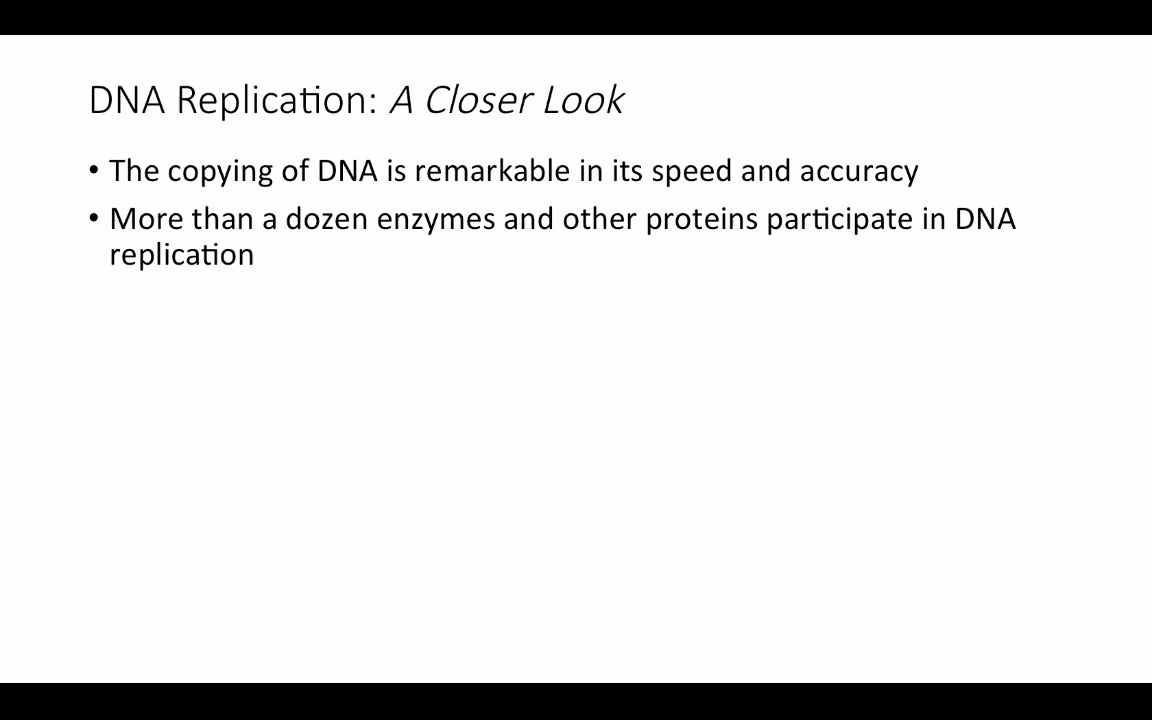 DNA Replication: A Closer Look
• The copying of DNA is remarkable in its speed and accuracy
• More than a dozen enzymes and other proteins participate in DNA
replication